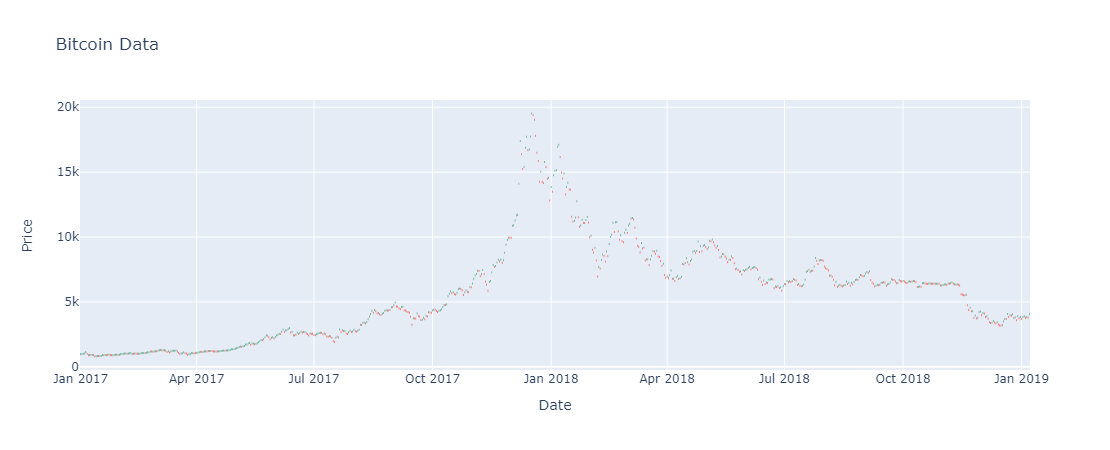 Bitcoin Data
20k
15k
10k
5k
0
Price
Jan 2017 Apr 2017 Jul 2017 Oct 2017 Jan 2018 Apr 2018 Jul 2018 Oct 2018 Jan 2019
Date